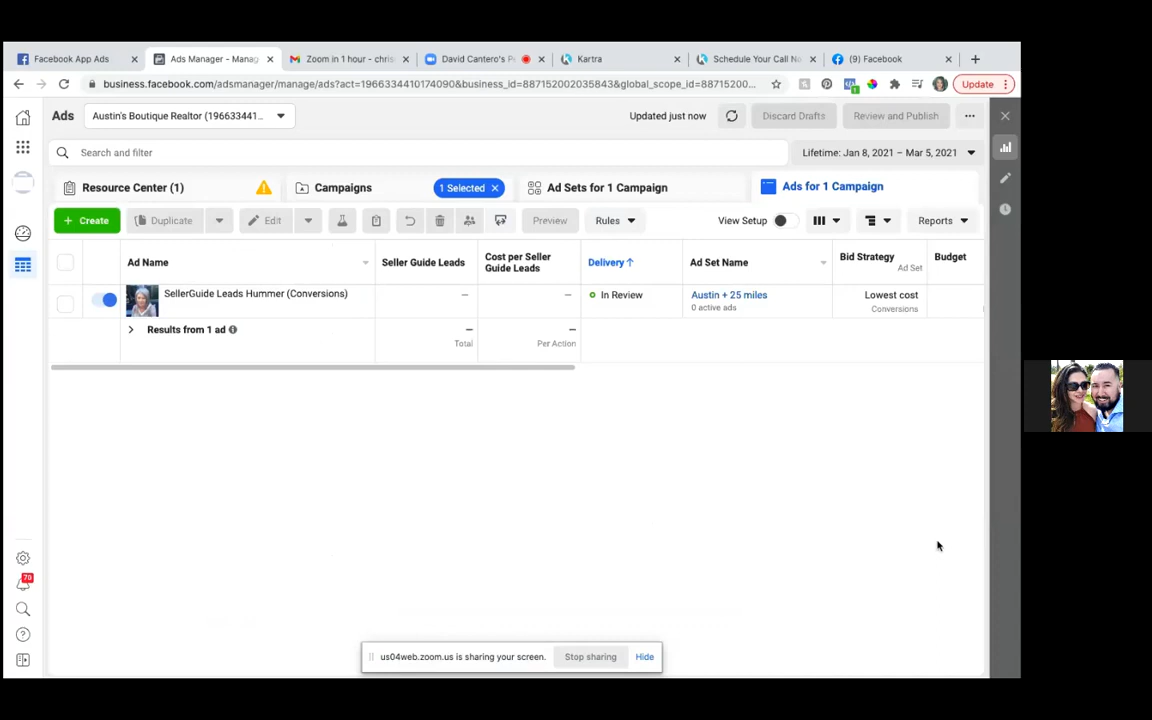 Facebook App Ads
Ads Manager - Manag
Zoom in 1 hour - chris
David Cantero's P
Kartra
Schedule Your Call No
(9) Facebook
business.facebook.com/adsmanager/manage/ads?act=1966334410174090&business_id=887152002035843&global_scope_id=88715200...
Update
Ads
Austin's Boutique Realtor (196633441...
Updated just now
Discard Drafts
Review and Publish
Search and filter
Lifetime: Jan 8, 2021 – Mar 5, 2021
Resource Center (1)
Campaigns
1 Selected
Ad Sets for 1 Campaign
Ads for 1 Campaign
+ Create
Duplicate
Edit
Preview
Rules
View Setup
Reports
Ad Name
Seller Guide Leads
Cost per Seller
Guide Leads
Delivery ↑
Ad Set Name
Bid Strategy
Ad Set
Budget
SellerGuide Leads Hummer (Conversions)
—
—
In Review
Austin + 25 miles
0 active ads
Lowest cost
Conversions
Results from 1 ad
—
Total
—
Per Action
70
us04web.zoom.us is sharing your screen.
Stop sharing
Hide